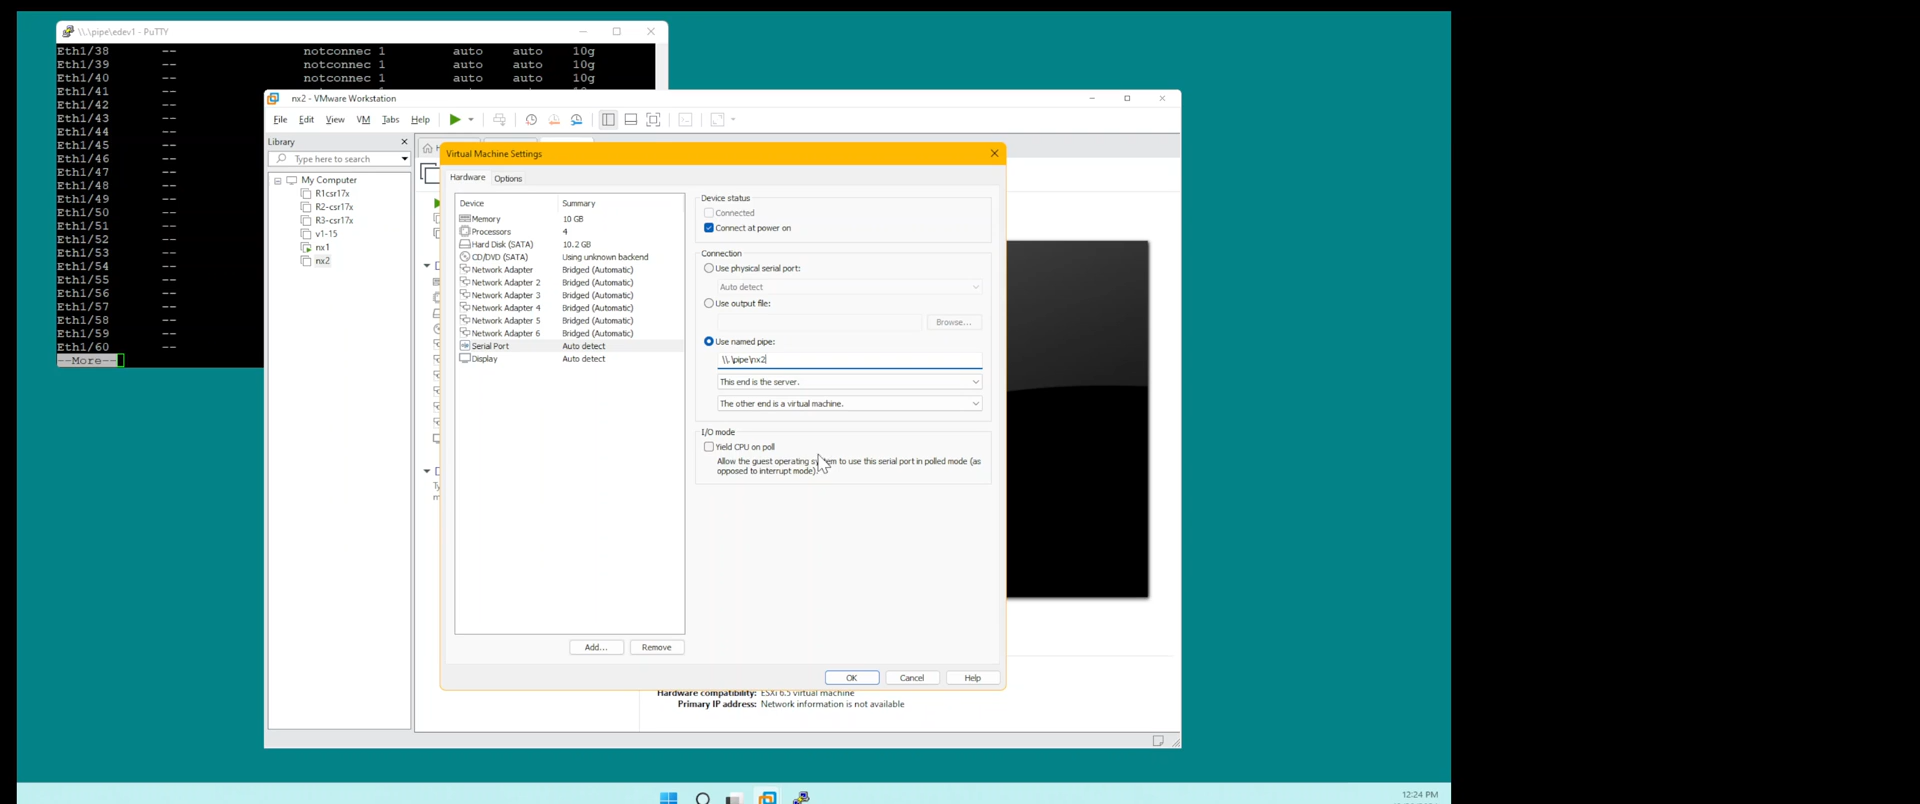 \\.\pipe\edev1 - PuTTY
Eth1/38 -- notconnec 1 auto auto 10g
Eth1/39 -- notconnec 1 auto auto 10g
Eth1/40 -- notconnec 1 auto auto 10g
Eth1/41 --
Eth1/42 --
Eth1/43 --
Eth1/44 --
Eth1/45 --
Eth1/46 --
Eth1/47 --
Eth1/48 --
Eth1/49 --
Eth1/50 --
Eth1/51 --
Eth1/52 --
Eth1/53 --
Eth1/54 --
Eth1/55 --
Eth1/56 --
Eth1/57 --
Eth1/58 --
Eth1/59 --
Eth1/60 --
--More--
nx2 - VMware Workstation
File Edit View VM Tabs Help
Library
Type here to search
My Computer
R1csr17x
R2-csr17x
R3-csr17x
v1-15
nx1
nx2
Virtual Machine Settings
Hardware Options
Device Summary
Memory 10 GB
Processors 4
Hard Disk (SATA) 10.2 GB
CD/DVD (SATA) Using unknown backend
Network Adapter Bridged (Automatic)
Network Adapter 2 Bridged (Automatic)
Network Adapter 3 Bridged (Automatic)
Network Adapter 4 Bridged (Automatic)
Network Adapter 5 Bridged (Automatic)
Network Adapter 6 Bridged (Automatic)
Serial Port Auto detect
Display Auto detect
Add... Remove
Device status
Connected
Connect at power on
Connection
Use physical serial port:
Auto detect
Use output file:
Browse...
Use named pipe:
\\.\pipe\nx2
This end is the server.
The other end is a virtual machine.
I/O mode
Yield CPU on poll
Allow the guest operating system to use this serial port in polled mode (as
opposed to interrupt mode).
OK Cancel Help
Hardware compatibility: ESXi 6.5 virtual machine
Primary IP address: Network information is not available
12:24 PM